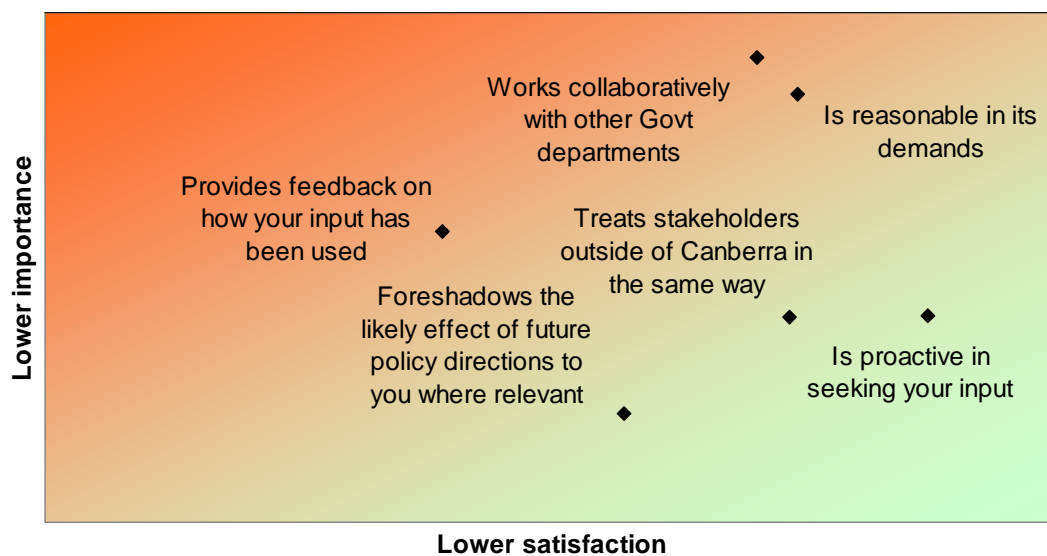 Works collaboratively
with other Govt
departments
Is reasonable in its
demands
Provides feedback on
how your input has
been used
Treats stakeholders
outside of Canberra in
the same way
Foreshadows the
likely effect of future
policy directions to
you where relevant
Is proactive in
seeking your input
Lower importance
Lower satisfaction